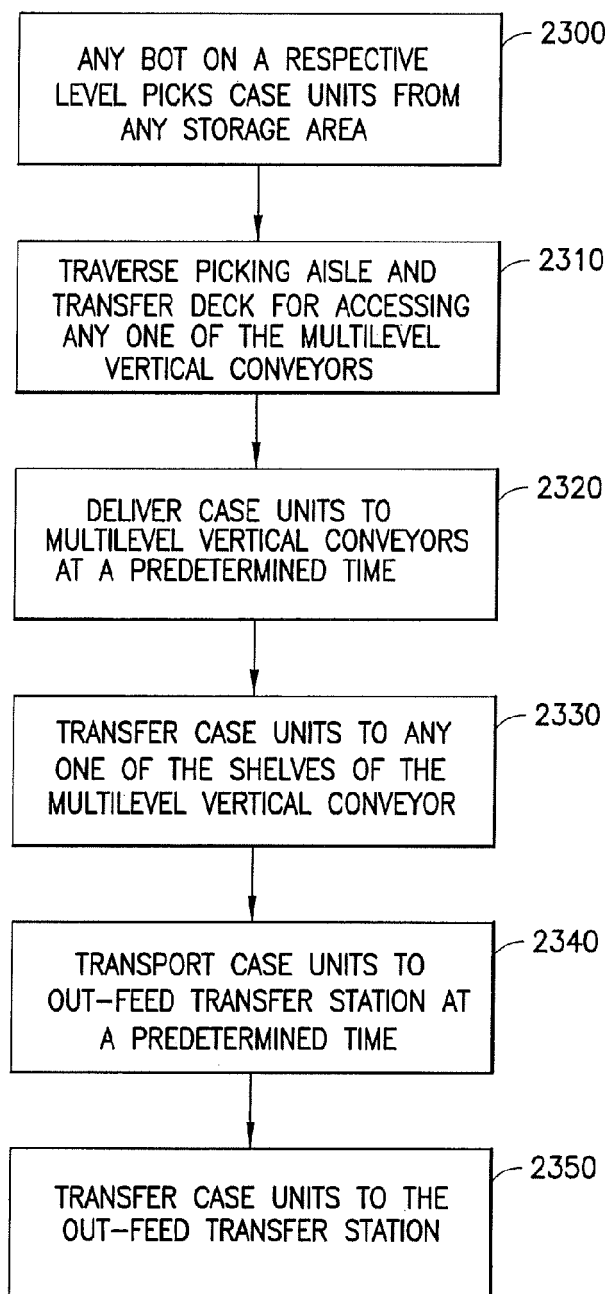 ANY BOT ON A RESPECTIVE
LEVEL PICKS CASE UNITS FROM
ANY STORAGE AREA
2300
TRAVERSE PICKING AISLE AND
TRANSFER DECK FOR ACCESSING
ANY ONE OF THE MULTILEVEL
VERTICAL CONVEYORS
2310
DELIVER CASE UNITS TO
MULTILEVEL VERTICAL CONVEYORS
AT A PREDETERMINED TIME
2320
TRANSFER CASE UNITS TO ANY
ONE OF THE SHELVES OF THE
MULTILEVEL VERTICAL CONVEYOR
2330
TRANSPORT CASE UNITS TO
OUT-FEED TRANSFER STATION AT
A PREDETERMINED TIME
2340
TRANSFER CASE UNITS TO THE
OUT-FEED TRANSFER STATION
2350